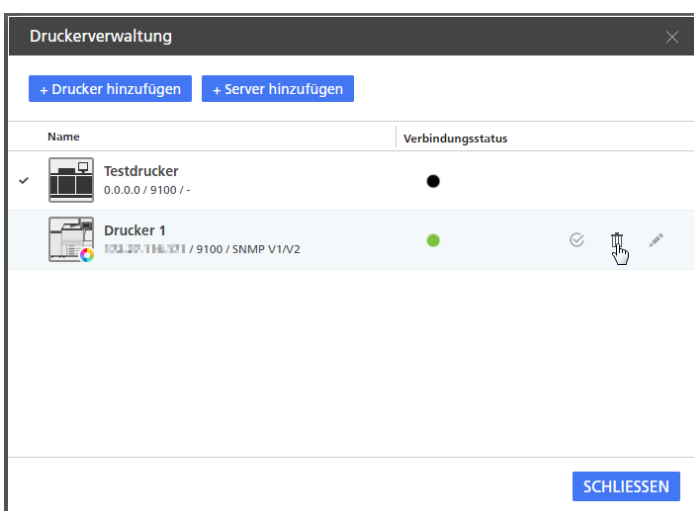 Druckerverwaltung
+ Drucker hinzufügen
+ Server hinzufügen
Name
Verbindungsstatus
Testdrucker
0.0.0.0 / 9100 / -
Drucker 1
/ 9100 / SNMP V1/V2
SCHLIESSEN